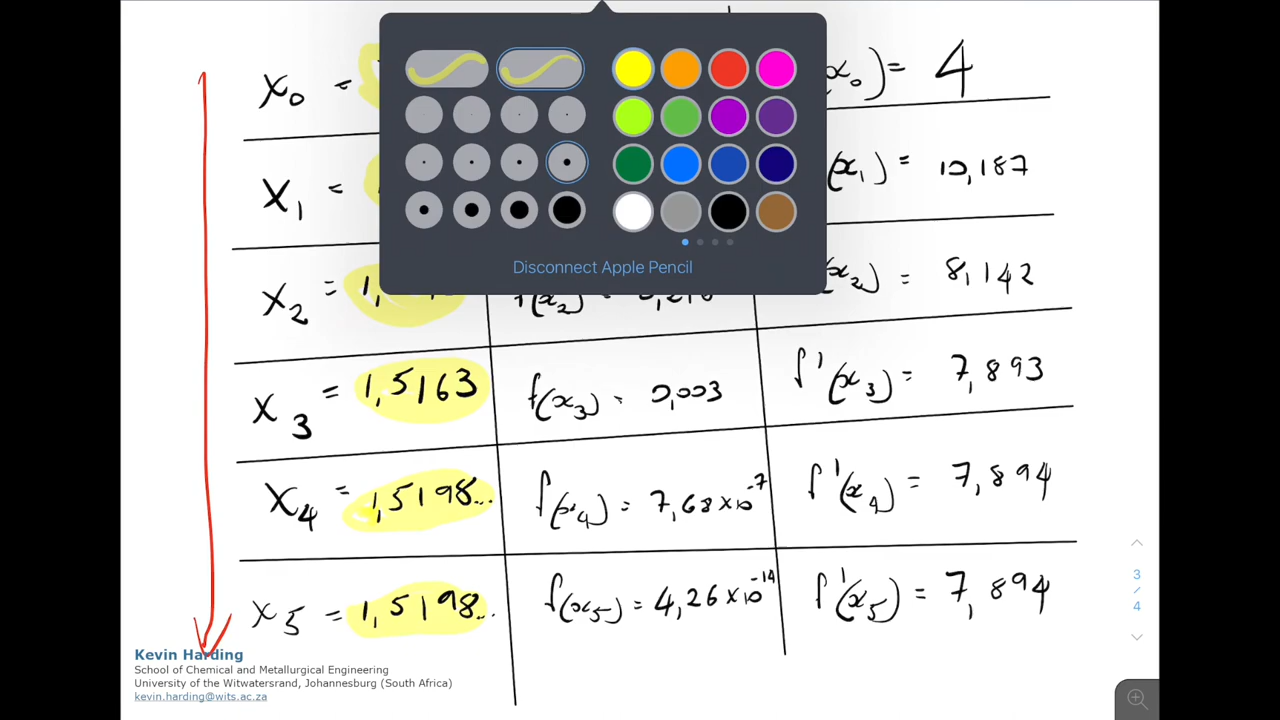 x₀ =
(x₀) = 4
x₁ =
(x₁) = 10,187
x₂ = 1,
f(x₂) = 0,216
(x₂) = 8,142
x₃ = 1,5163
f(x₃) = 0,003
f'(x₃) = 7,893
x₄ = 1,5198...
f(x₄) = 7,68×10⁻⁷
f'(x₄) = 7,894
x₅ = 1,5198...
f(x₅) = 4,26×10⁻¹⁴
f'(x₅) = 7,894
Disconnect Apple Pencil
3
/
4
Kevin Harding
School of Chemical and Metallurgical Engineering
University of the Witwatersrand, Johannesburg (South Africa)
kevin.harding@wits.ac.za